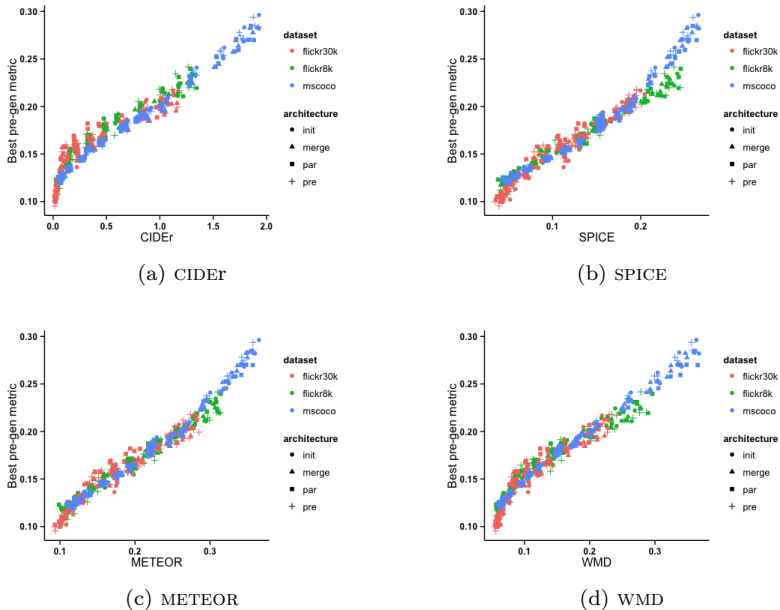 Best pre-gen metric
0.30
0.25
0.20
0.15
0.10
0.0 0.5 1.0 1.5 2.0
CIDEr
dataset
flickr30k
flickr8k
mscoco
architecture
init
merge
par
pre
(a) CIDEr
Best pre-gen metric
0.30
0.25
0.20
0.15
0.10
0.1 0.2
SPICE
dataset
flickr30k
flickr8k
mscoco
architecture
init
merge
par
pre
(b) SPICE
Best pre-gen metric
0.30
0.25
0.20
0.15
0.10
0.1 0.2 0.3
METEOR
dataset
flickr30k
flickr8k
mscoco
architecture
init
merge
par
pre
(c) METEOR
Best pre-gen metric
0.30
0.25
0.20
0.15
0.10
0.1 0.2 0.3
WMD
dataset
flickr30k
flickr8k
mscoco
architecture
init
merge
par
pre
(d) WMD